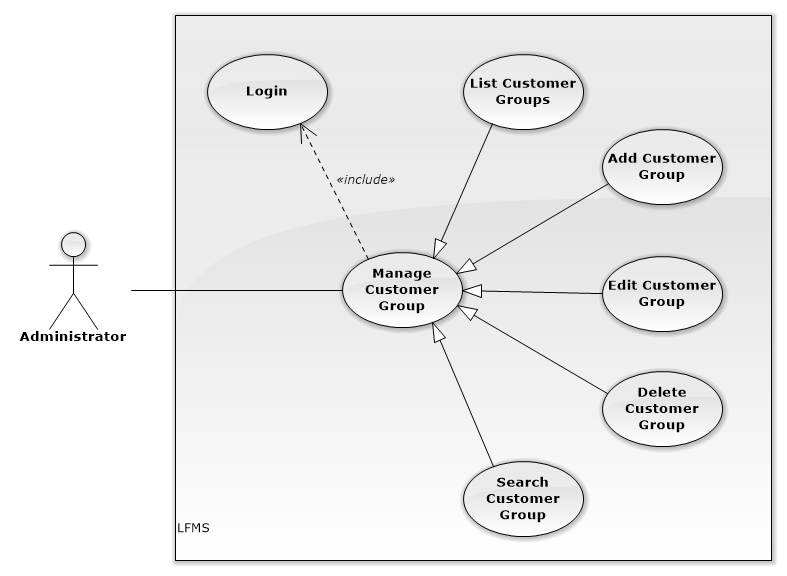 Login
List Customer
Groups
Add Customer
Group
«include»
Manage
Customer
Group
Edit Customer
Group
Administrator
Delete
Customer
Group
Search
Customer
Group
LFMS